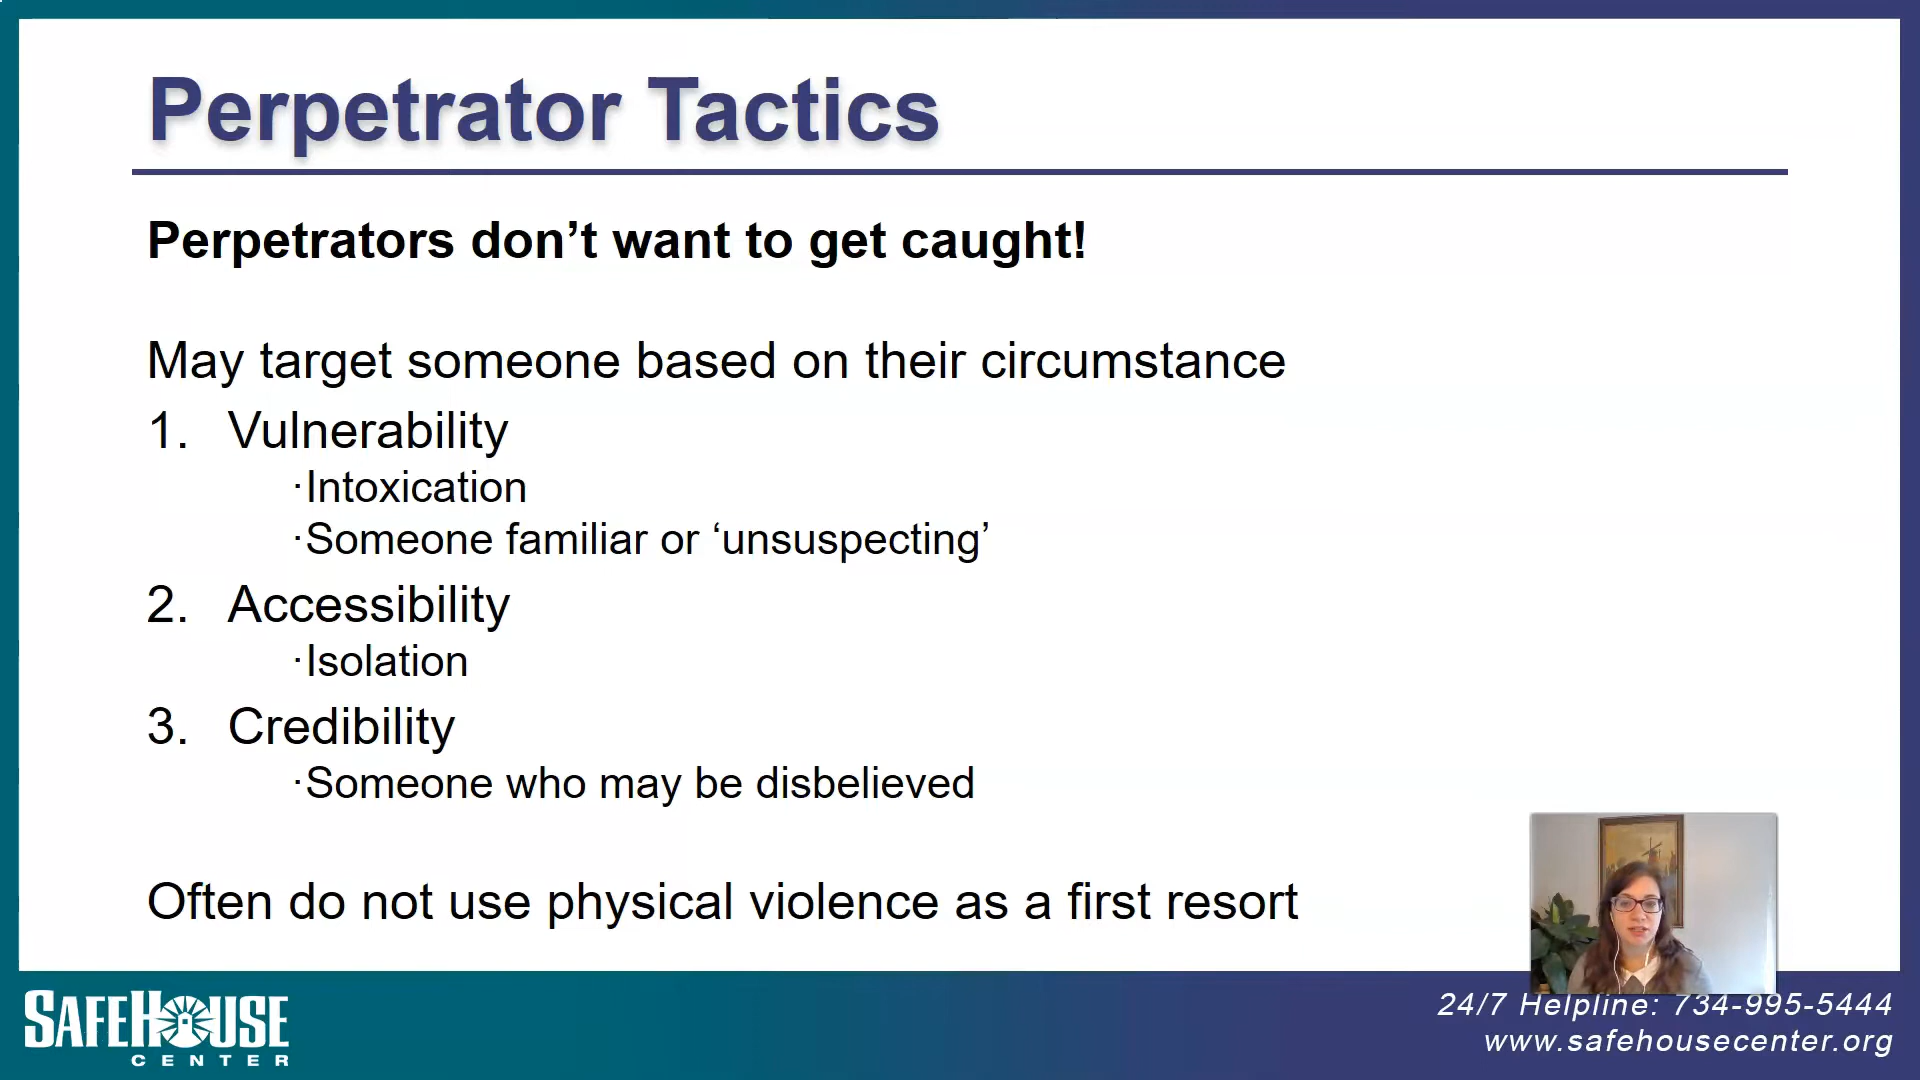 Perpetrator Tactics
Perpetrators don’t want to get caught!
May target someone based on their circumstance
1. Vulnerability
·Intoxication
·Someone familiar or ‘unsuspecting’
2. Accessibility
·Isolation
3. Credibility
·Someone who may be disbelieved
Often do not use physical violence as a first resort
SAFEHOUSE
CENTER
24/7 Helpline: 734-995-5444
www.safehousecenter.org